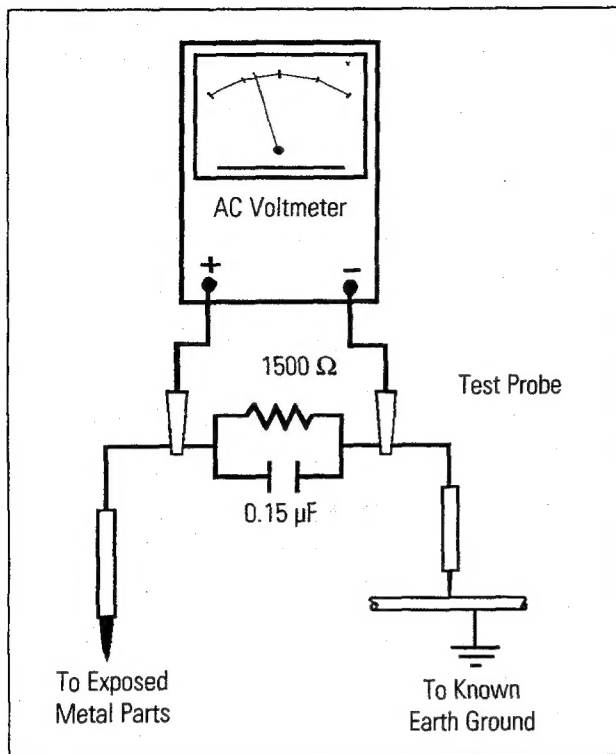 AC Voltmeter
+ −
1500 Ω
Test Probe
0.15 µF
To Exposed
Metal Parts
To Known
Earth Ground